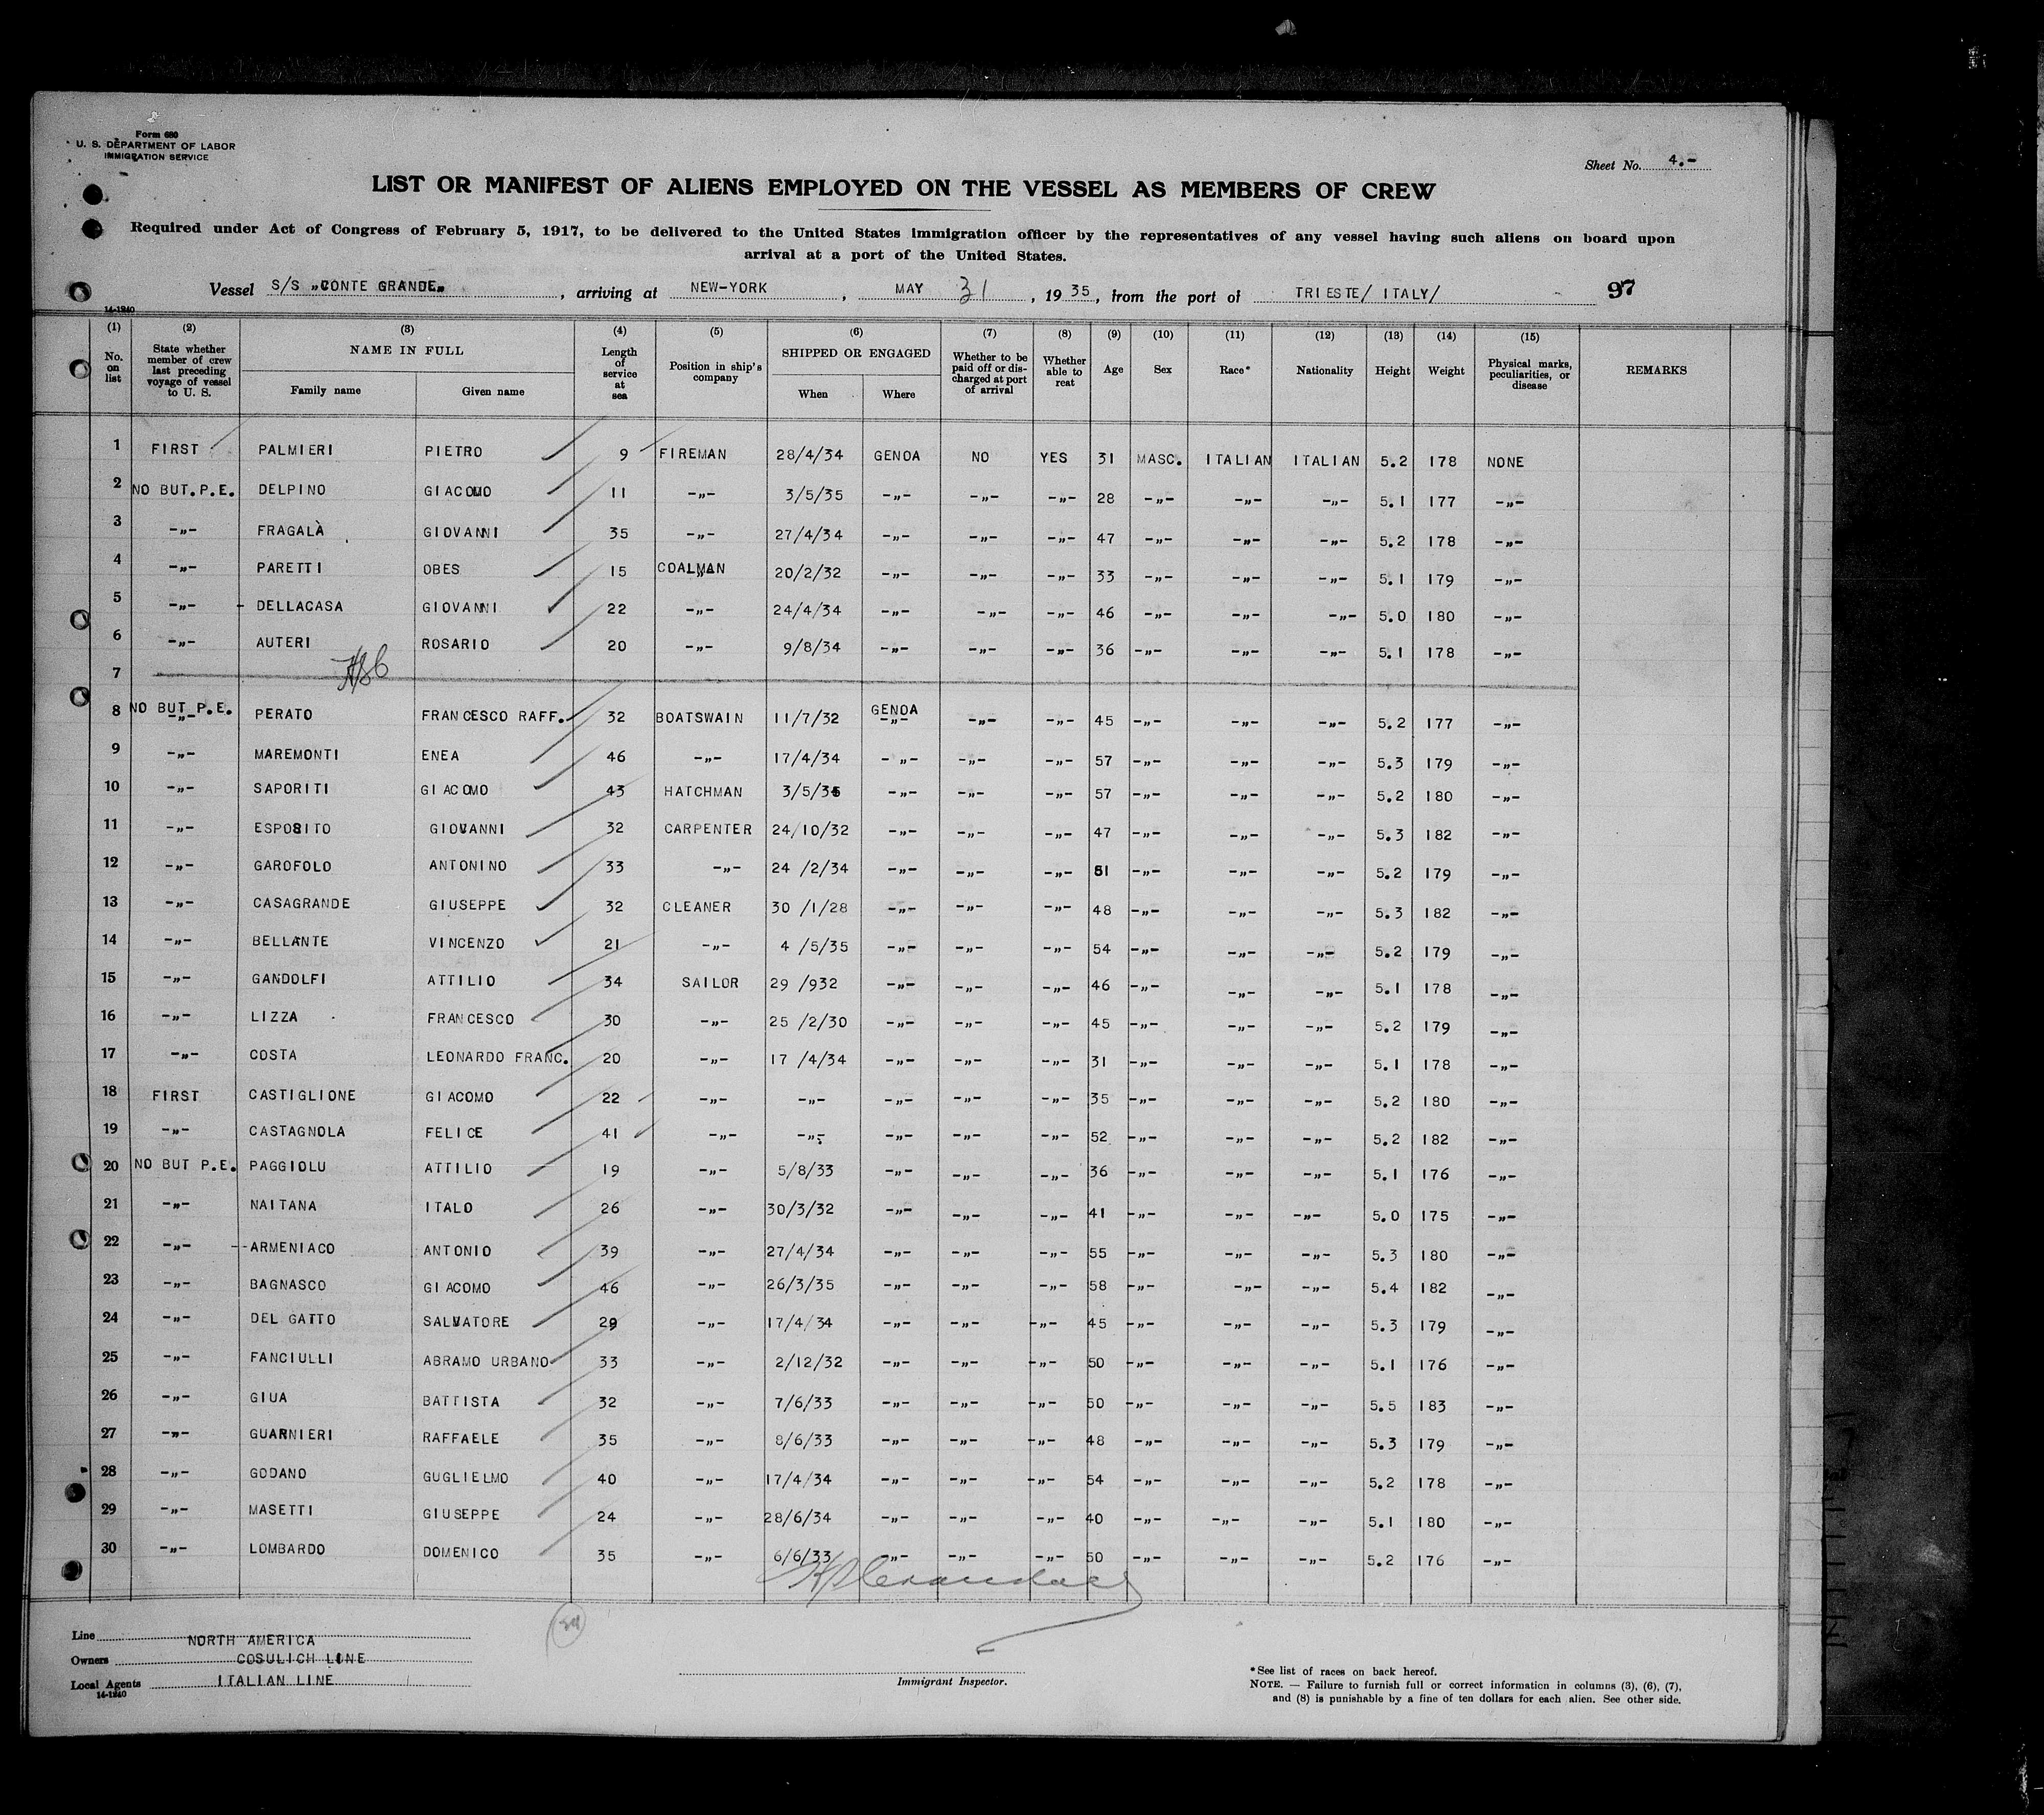 Form 680
U. S. DEPARTMENT OF LABOR
IMMIGRATION SERVICE
Sheet No. 4.-
LIST OR MANIFEST OF ALIENS EMPLOYED ON THE VESSEL AS MEMBERS OF CREW
Required under Act of Congress of February 5, 1917, to be delivered to the United States immigration officer by the representatives of any vessel having such aliens on board upon
arrival at a port of the United States.
Vessel S/S „CONTE GRANDE„ , arriving at NEW-YORK , MAY 31 , 19 35, from the port of TRIESTE/ ITALY/ 97
14-1240
(1) (2) (3) (4) (5) (6) (7) (8) (9) (10) (11) (12) (13) (14) (15)
No. on list | State whether member of crew last preceding voyage of vessel to U. S. | NAME IN FULL | Family name | Given name | Length of service at sea | Position in ship's company | SHIPPED OR ENGAGED | When | Where | Whether to be paid off or discharged at port of arrival | Whether able to reat | Age | Sex | Race* | Nationality | Height | Weight | Physical marks, peculiarities, or disease | REMARKS
1 FIRST PALMIERI PIETRO 9 FIREMAN 28/4/34 GENOA NO YES 31 MASC. ITALIAN ITALIAN 5.2 178 NONE
2 NO BUT.P.E. DELPINO GIACOMO 11 -„- 3/5/35 -„- -„- -„- 28 -„- -„- -„- 5.1 177 -„-
3 -„- FRAGALÀ GIOVANNI 35 -„- 27/4/34 -„- -„- -„- 47 -„- -„- -„- 5.2 178 -„-
4 -„- PARETTI OBES 15 COALMAN 20/2/32 -„- -„- -„- 33 -„- -„- -„- 5.1 179 -„-
5 -„- DELLACASA GIOVANNI 22 -„- 24/4/34 -„- -„- -„- 46 -„- -„- -„- 5.0 180 -„-
6 -„- AUTERI ROSARIO 20 -„- 9/8/34 -„- -„- -„- 36 -„- -„- -„- 5.1 178 -„-
7
8 NO BUT P.E. PERATO FRANCESCO RAFF. 32 BOATSWAIN 11/7/32 GENOA -„- -„- 45 -„- -„- -„- 5.2 177 -„-
9 -„- MAREMONTI ENEA 46 -„- 17/4/34 -„- -„- -„- 57 -„- -„- -„- 5.3 179 -„-
10 -„- SAPORITI GIACOMO 43 HATCHMAN 3/5/35 -„- -„- -„- 57 -„- -„- -„- 5.2 180 -„-
11 -„- ESPOSITO GIOVANNI 32 CARPENTER 24/10/32 -„- -„- -„- 47 -„- -„- -„- 5.3 182 -„-
12 -„- GAROFOLO ANTONINO 33 -„- 24 /2/34 -„- -„- -„- 51 -„- -„- -„- 5.2 179 -„-
13 -„- CASAGRANDE GIUSEPPE 32 CLEANER 30 /1/28 -„- -„- -„- 48 -„- -„- -„- 5.3 182 -„-
14 -„- BELLANTE VINCENZO 21 -„- 4 /5/35 -„- -„- -„- 54 -„- -„- -„- 5.2 179 -„-
15 -„- GANDOLFI ATTILIO 34 SAILOR 29 /932 -„- -„- -„- 46 -„- -„- -„- 5.1 178 -„-
16 -„- LIZZA FRANCESCO 30 -„- 25 /2/30 -„- -„- -„- 45 -„- -„- -„- 5.2 179 -„-
17 -„- COSTA LEONARDO FRANC. 20 -„- 17 /4/34 -„- -„- -„- 31 -„- -„- -„- 5.1 178 -„-
18 FIRST CASTIGLIONE GIACOMO 22 -„- -„- -„- -„- -„- 35 -„- -„- -„- 5.2 180 -„-
19 -„- CASTAGNOLA FELICE 41 -„- -„- -„- -„- -„- 52 -„- -„- -„- 5.2 182 -„-
20 NO BUT P.E. PAGGIOLU ATTILIO 19 -„- 5/8/33 -„- -„- -„- 36 -„- -„- -„- 5.1 176 -„-
21 -„- NAITANA ITALO 26 -„- 30/3/32 -„- -„- -„- 41 -„- -„- -„- 5.0 175 -„-
22 -„- ARMENIACO ANTONIO 39 -„- 27/4/34 -„- -„- -„- 55 -„- -„- -„- 5.3 180 -„-
23 -„- BAGNASCO GIACOMO 46 -„- 26/3/35 -„- -„- -„- 58 -„- -„- -„- 5.4 182 -„-
24 -„- DEL GATTO SALVATORE 29 -„- 17/4/34 -„- -„- -„- 45 -„- -„- -„- 5.3 179 -„-
25 -„- FANCIULLI ABRAMO URBANO 33 -„- 2/12/32 -„- -„- -„- 50 -„- -„- -„- 5.1 176 -„-
26 -„- GIUA BATTISTA 32 -„- 7/6/33 -„- -„- -„- 50 -„- -„- -„- 5.5 183 -„-
27 -„- GUARNIERI RAFFAELE 35 -„- 8/6/33 -„- -„- -„- 48 -„- -„- -„- 5.3 179 -„-
28 -„- GODANO GUGLIELMO 40 -„- 17/4/34 -„- -„- -„- 54 -„- -„- -„- 5.2 178 -„-
29 -„- MASETTI GIUSEPPE 24 -„- 28/6/34 -„- -„- -„- 40 -„- -„- -„- 5.1 180 -„-
30 -„- LOMBARDO DOMENICO 35 -„- 6/6/33 -„- -„- -„- 50 -„- -„- -„- 5.2 176 -„-
Line NORTH AMERICA
Owners COSULICH LINE
Local Agents ITALIAN LINE
14-1240
Immigrant Inspector.
*See list of races on back hereof.
NOTE. — Failure to furnish full or correct information in columns (3), (6), (7),
and (8) is punishable by a fine of ten dollars for each alien. See other side.